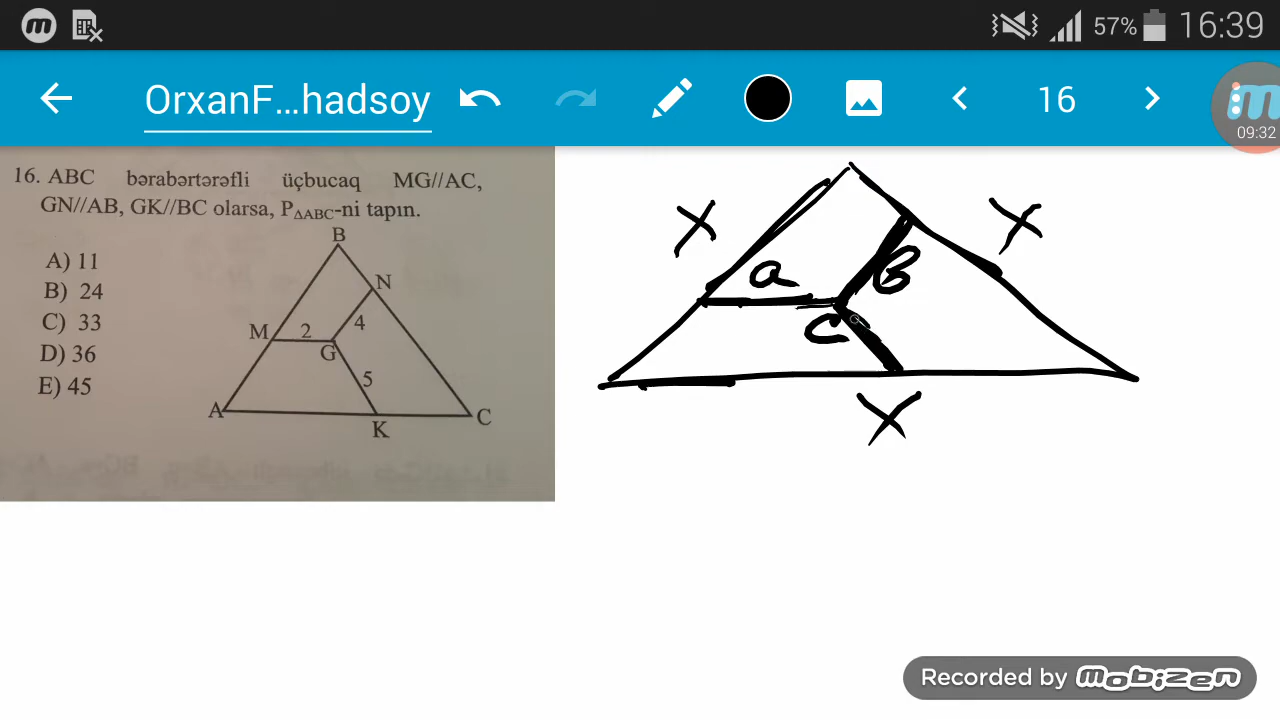 57% 16:39
OrxanF...hadsoy 16
09:32
16. ABC bərabərtərəfli üçbucaq MG//AC,
GN//AB, GK//BC olarsa, P△ABC-ni tapın.
A) 11
B) 24
C) 33
D) 36
E) 45
B
N
M 2 4
G
5
A C
K
X X
a B
C
X
Recorded by mobizen